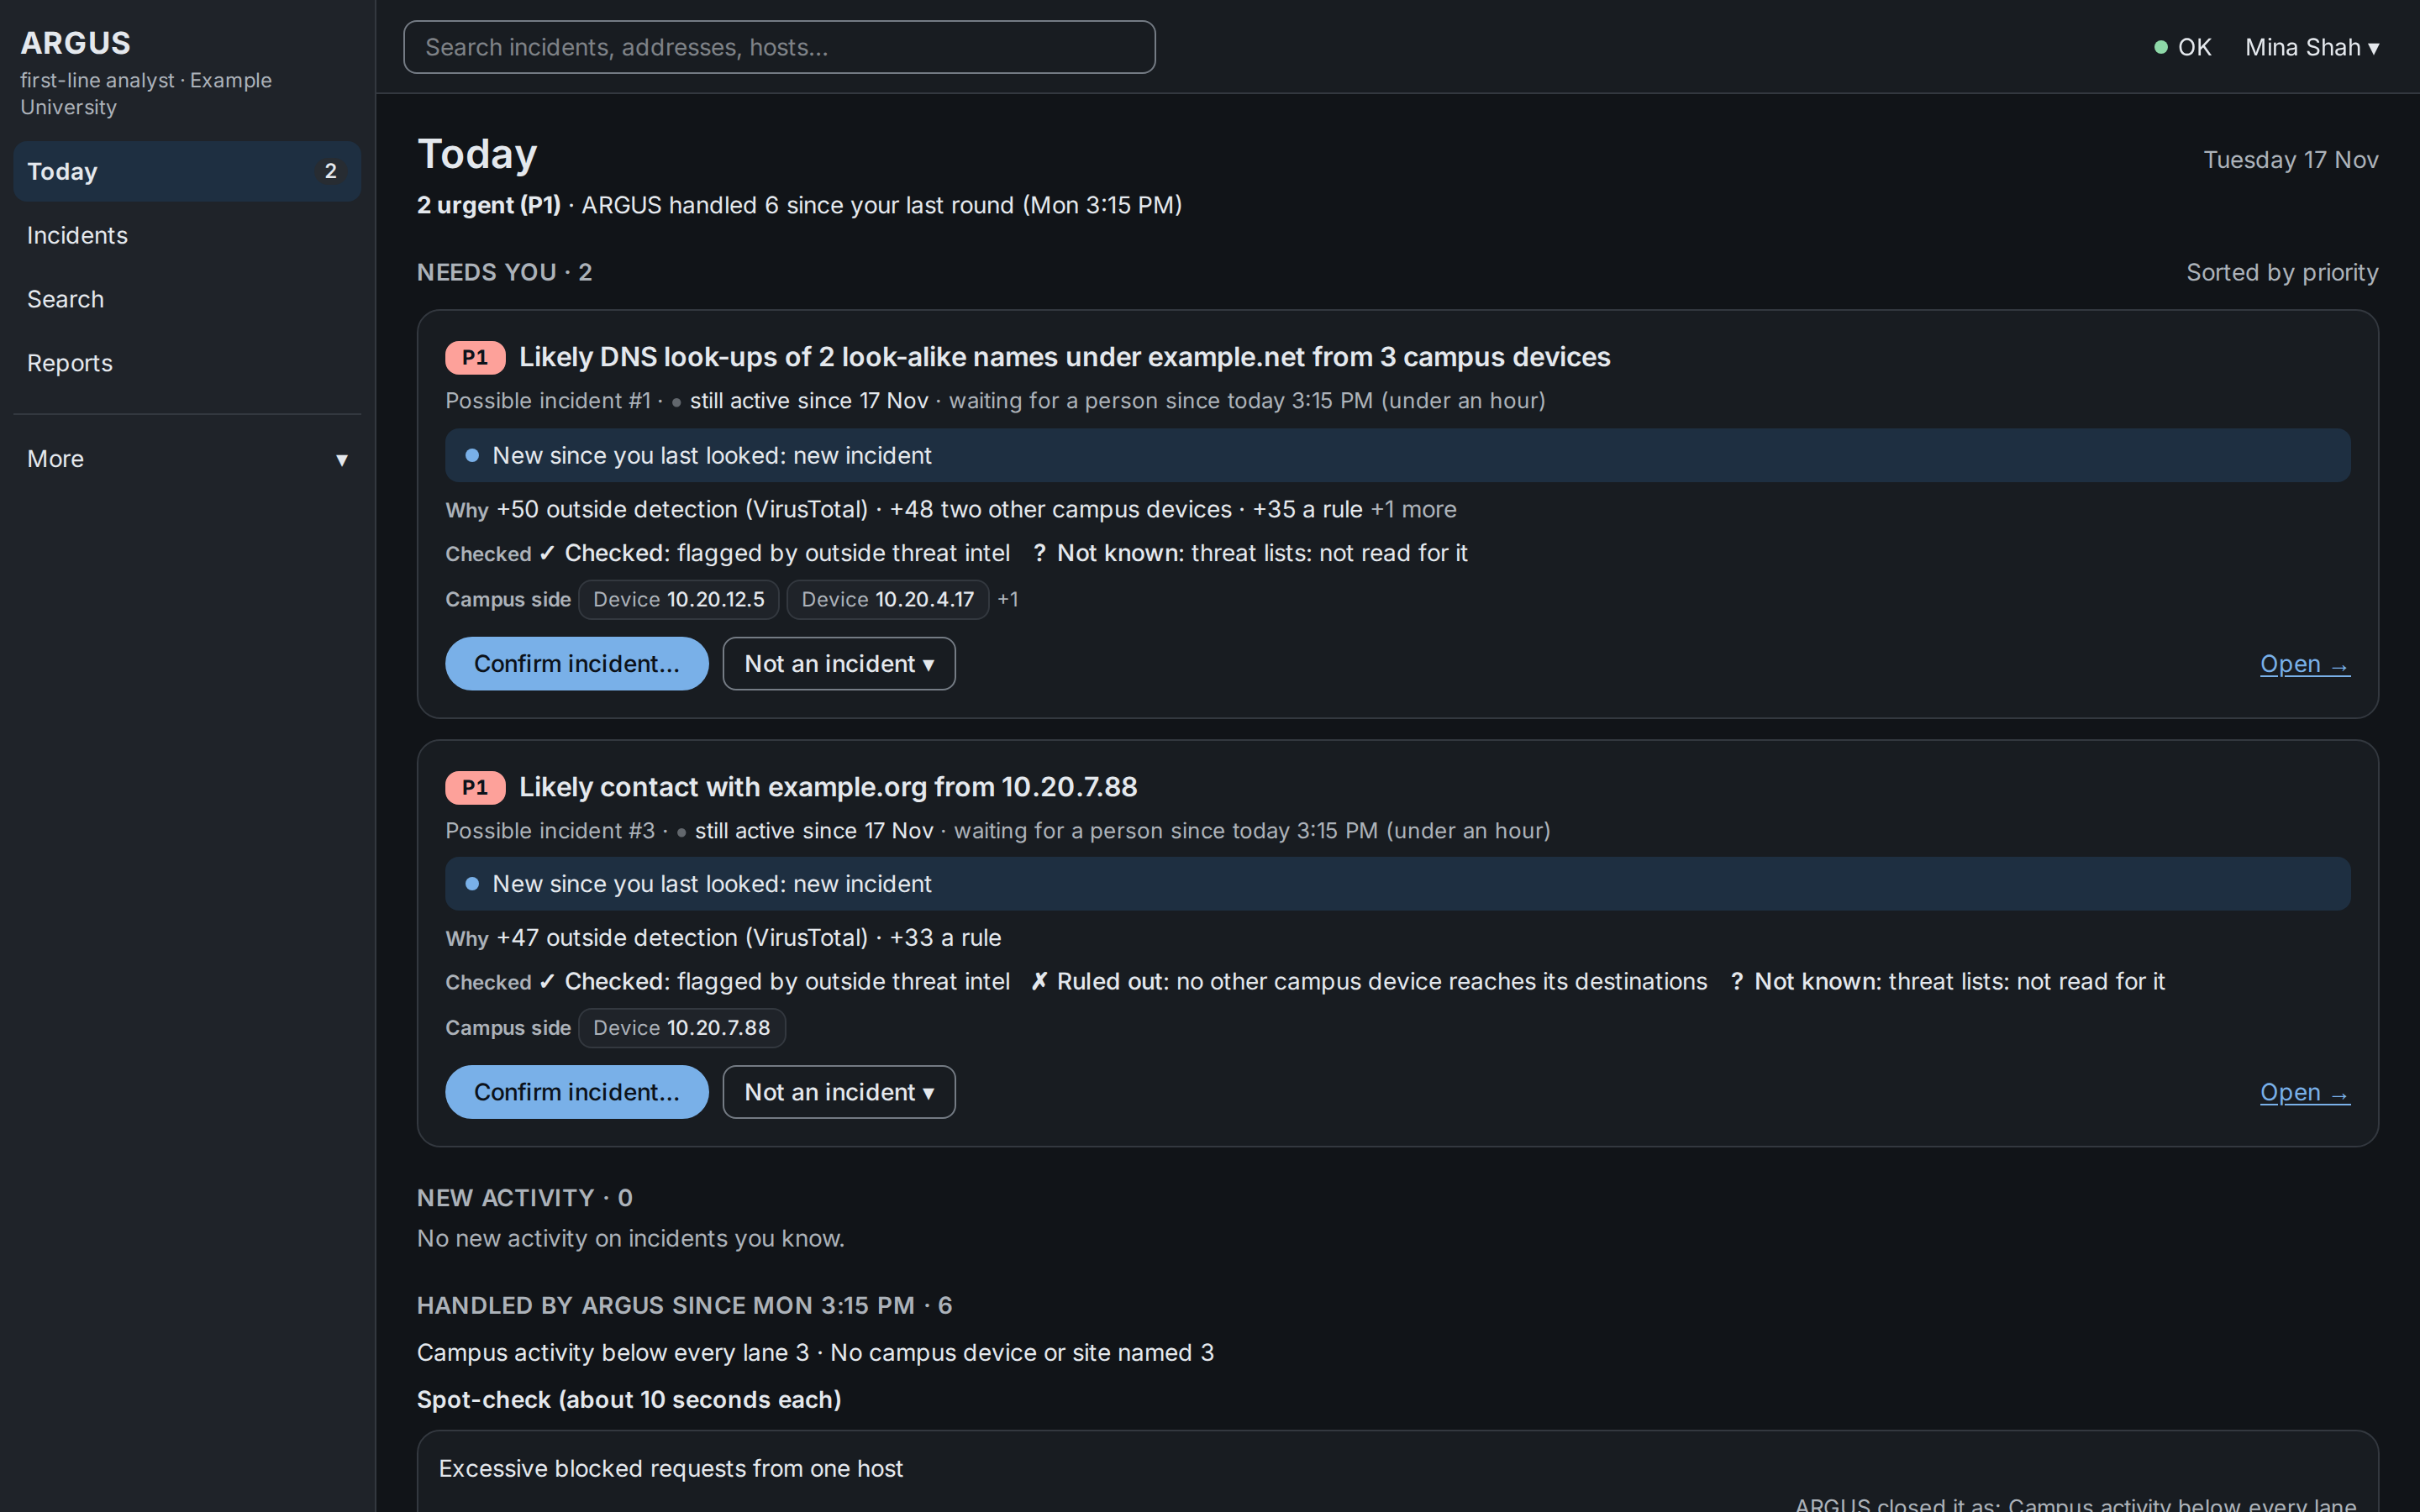 ARGUS
first-line analyst · Example
University
Today 2
Incidents
Search
Reports
More ▾
Search incidents, addresses, hosts...
OK Mina Shah ▾
Today
Tuesday 17 Nov
2 urgent (P1) · ARGUS handled 6 since your last round (Mon 3:15 PM)
NEEDS YOU · 2
Sorted by priority
P1 Likely DNS look-ups of 2 look-alike names under example.net from 3 campus devices
Possible incident #1 · ● still active since 17 Nov · waiting for a person since today 3:15 PM (under an hour)
New since you last looked: new incident
Why +50 outside detection (VirusTotal) · +48 two other campus devices · +35 a rule +1 more
Checked ✓ Checked: flagged by outside threat intel ? Not known: threat lists: not read for it
Campus side Device 10.20.12.5 Device 10.20.4.17 +1
Confirm incident... Not an incident ▾ Open →
P1 Likely contact with example.org from 10.20.7.88
Possible incident #3 · ● still active since 17 Nov · waiting for a person since today 3:15 PM (under an hour)
New since you last looked: new incident
Why +47 outside detection (VirusTotal) · +33 a rule
Checked ✓ Checked: flagged by outside threat intel ✗ Ruled out: no other campus device reaches its destinations ? Not known: threat lists: not read for it
Campus side Device 10.20.7.88
Confirm incident... Not an incident ▾ Open →
NEW ACTIVITY · 0
No new activity on incidents you know.
HANDLED BY ARGUS SINCE MON 3:15 PM · 6
Campus activity below every lane 3 · No campus device or site named 3
Spot-check (about 10 seconds each)
Excessive blocked requests from one host
ARGUS closed it as: Campus activity below every lane